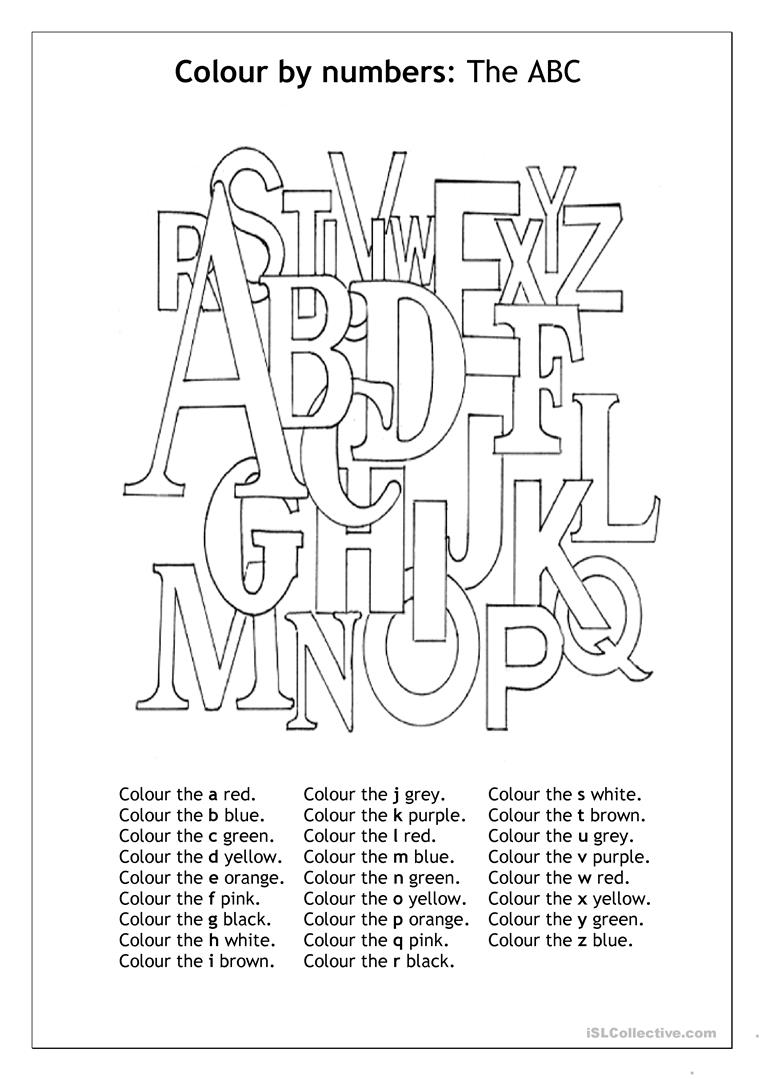 Colour by numbers: The ABC
R S T U V W E X Y Z
A B D F
C L
G H I J K
M N O P Q
Colour the a red.
Colour the b blue.
Colour the c green.
Colour the d yellow.
Colour the e orange.
Colour the f pink.
Colour the g black.
Colour the h white.
Colour the i brown.
Colour the j grey.
Colour the k purple.
Colour the l red.
Colour the m blue.
Colour the n green.
Colour the o yellow.
Colour the p orange.
Colour the q pink.
Colour the r black.
Colour the s white.
Colour the t brown.
Colour the u grey.
Colour the v purple.
Colour the w red.
Colour the x yellow.
Colour the y green.
Colour the z blue.
iSLCollective.com